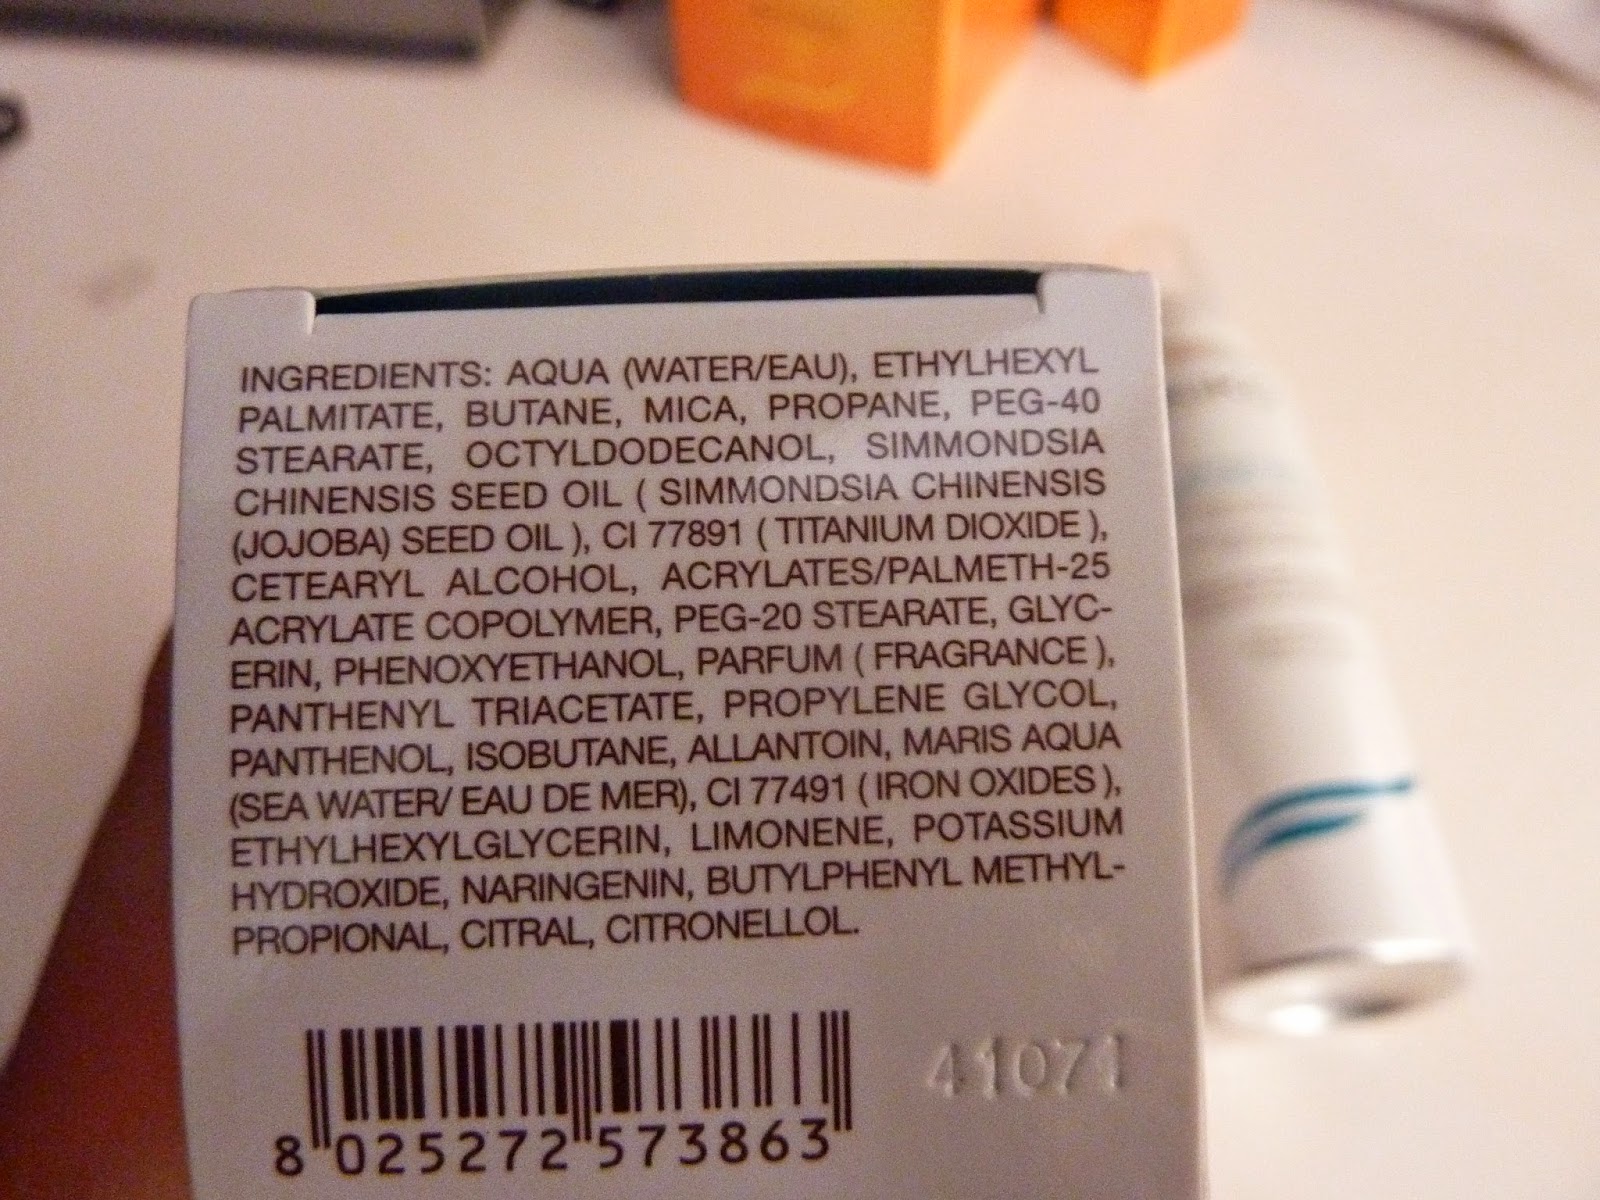 INGREDIENTS: AQUA (WATER/EAU), ETHYLHEXYL
PALMITATE, BUTANE, MICA, PROPANE, PEG-40
STEARATE, OCTYLDODECANOL, SIMMONDSIA
CHINENSIS SEED OIL ( SIMMONDSIA CHINENSIS
(JOJOBA) SEED OIL ), CI 77891 ( TITANIUM DIOXIDE ),
CETEARYL ALCOHOL, ACRYLATES/PALMETH-25
ACRYLATE COPOLYMER, PEG-20 STEARATE, GLYC-
ERIN, PHENOXYETHANOL, PARFUM ( FRAGRANCE ),
PANTHENYL TRIACETATE, PROPYLENE GLYCOL,
PANTHENOL, ISOBUTANE, ALLANTOIN, MARIS AQUA
(SEA WATER/ EAU DE MER), CI 77491 ( IRON OXIDES ),
ETHYLHEXYLGLYCERIN, LIMONENE, POTASSIUM
HYDROXIDE, NARINGENIN, BUTYLPHENYL METHYL-
PROPIONAL, CITRAL, CITRONELLOL.
41071
8 025272 573863